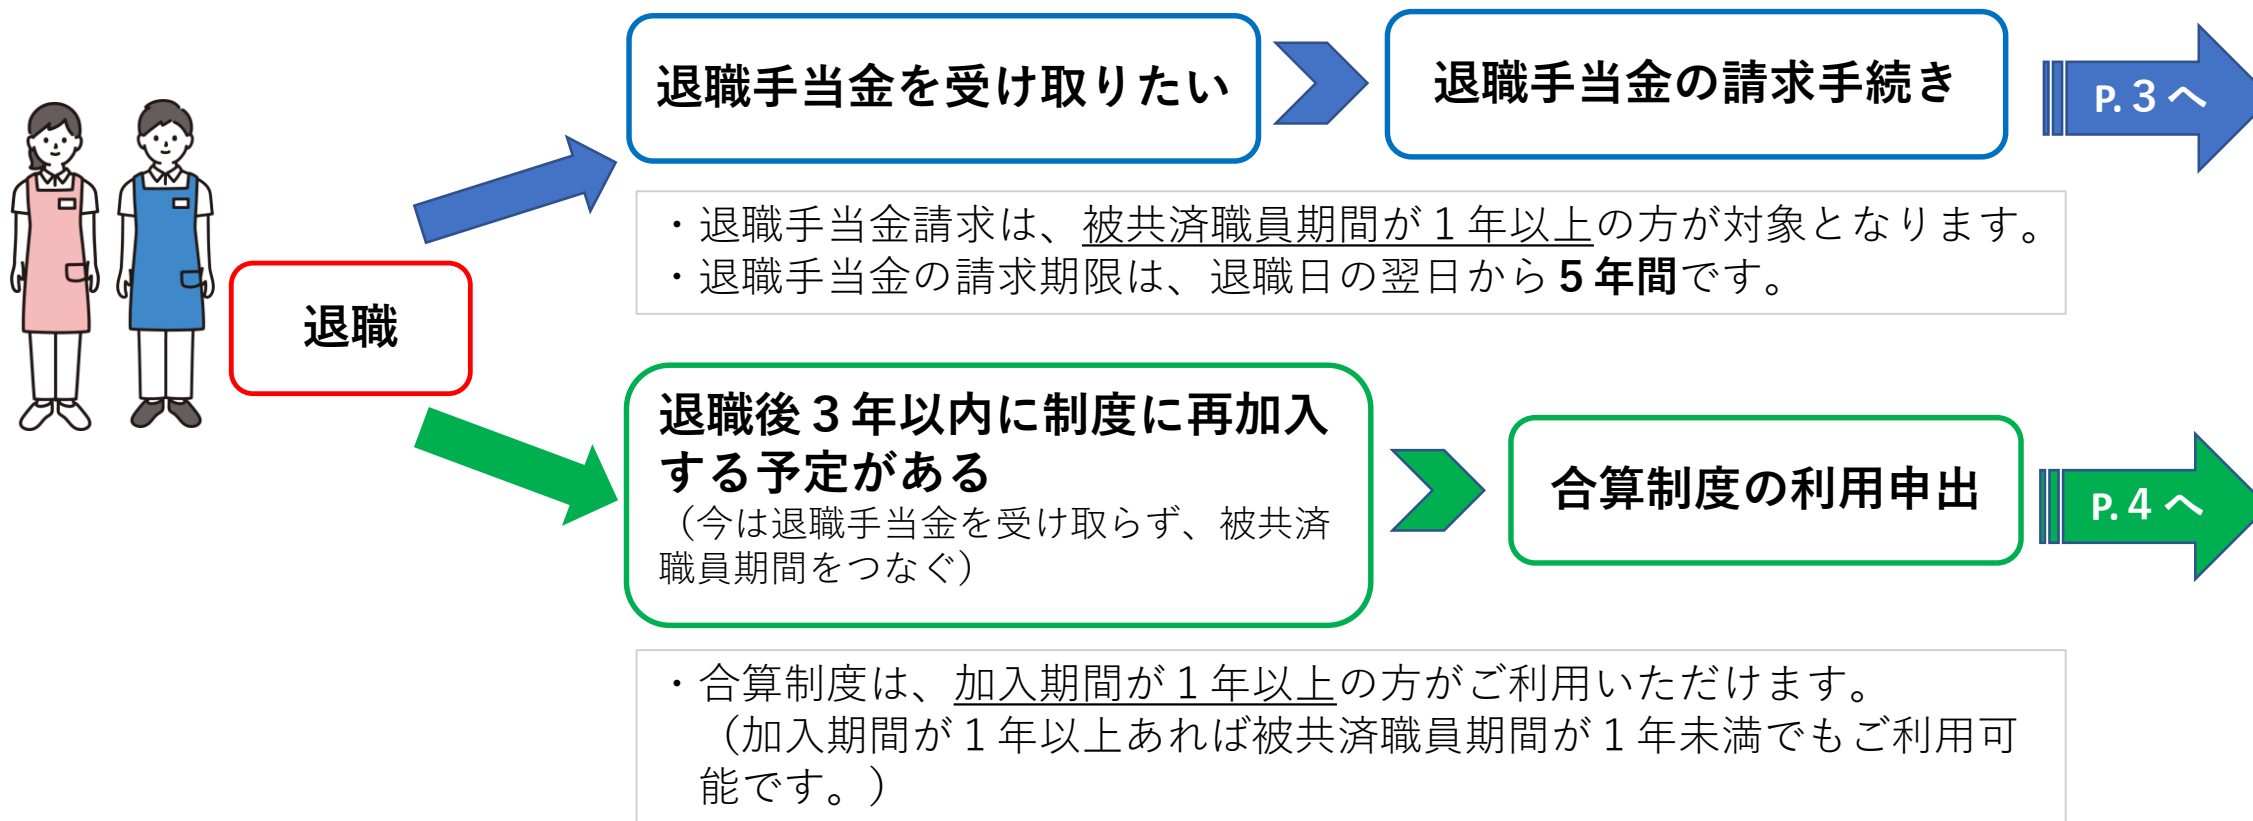 退職手当金を受け取りたい
退職手当金の請求手続き
P.３へ
・退職手当金請求は、被共済職員期間が１年以上の方が対象となります。
・退職手当金の請求期限は、退職日の翌日から５年間です。
退職
退職後３年以内に制度に再加入
する予定がある
（今は退職手当金を受け取らず、被共済
職員期間をつなぐ）
合算制度の利用申出
P.４へ
・合算制度は、加入期間が１年以上の方がご利用いただけます。
（加入期間が１年以上あれば被共済職員期間が１年未満でもご利用可
能です。）